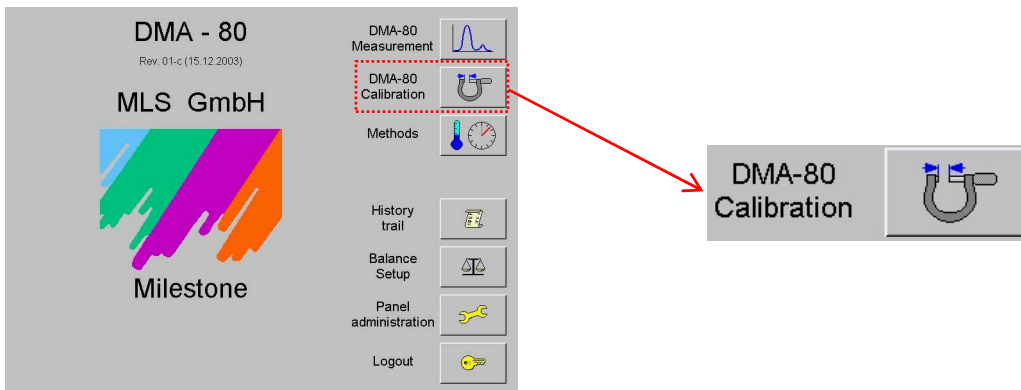 DMA - 80
Rev. 01-c (15.12.2003)
MLS GmbH
Milestone
DMA-80
Measurement
DMA-80
Calibration
Methods
History
trail
Balance
Setup
Panel
administration
Logout
DMA-80
Calibration